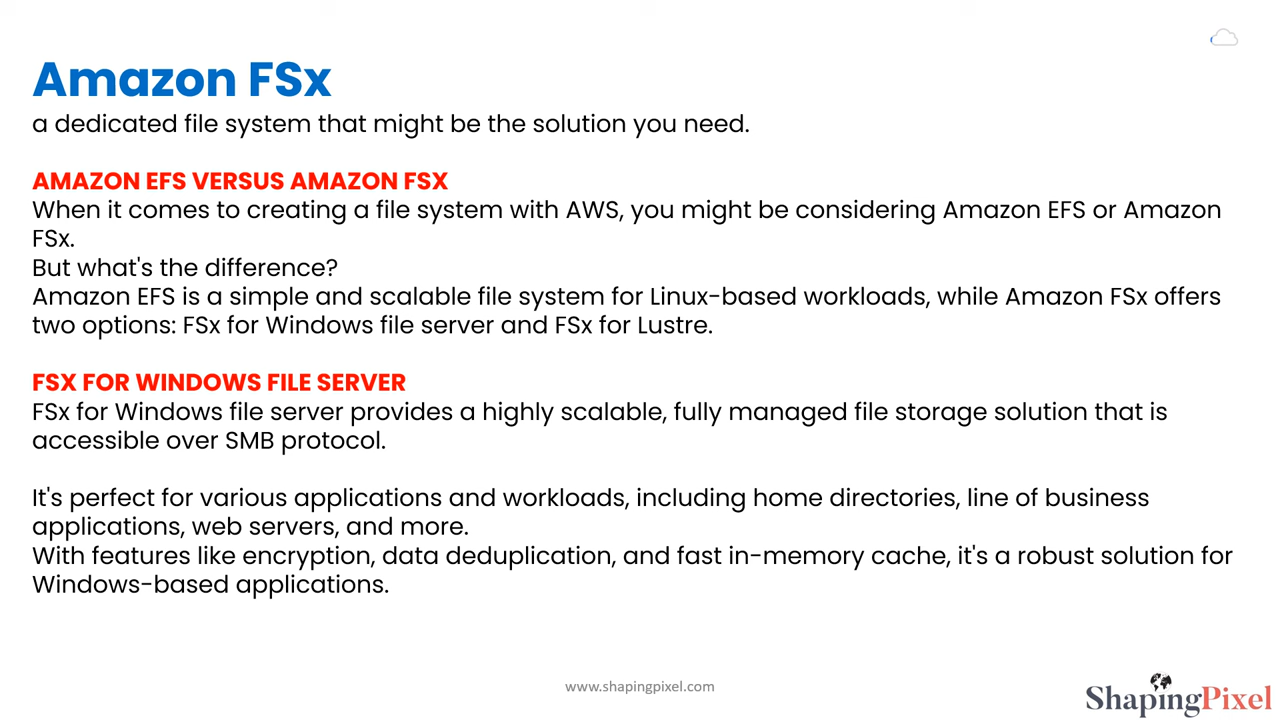 Amazon FSx
a dedicated file system that might be the solution you need.
AMAZON EFS VERSUS AMAZON FSX
When it comes to creating a file system with AWS, you might be considering Amazon EFS or Amazon
FSx.
But what's the difference?
Amazon EFS is a simple and scalable file system for Linux-based workloads, while Amazon FSx offers
two options: FSx for Windows file server and FSx for Lustre.
FSX FOR WINDOWS FILE SERVER
FSx for Windows file server provides a highly scalable, fully managed file storage solution that is
accessible over SMB protocol.
It's perfect for various applications and workloads, including home directories, line of business
applications, web servers, and more.
With features like encryption, data deduplication, and fast in-memory cache, it's a robust solution for
Windows-based applications.
www.shapingpixel.com
ShapingPixel